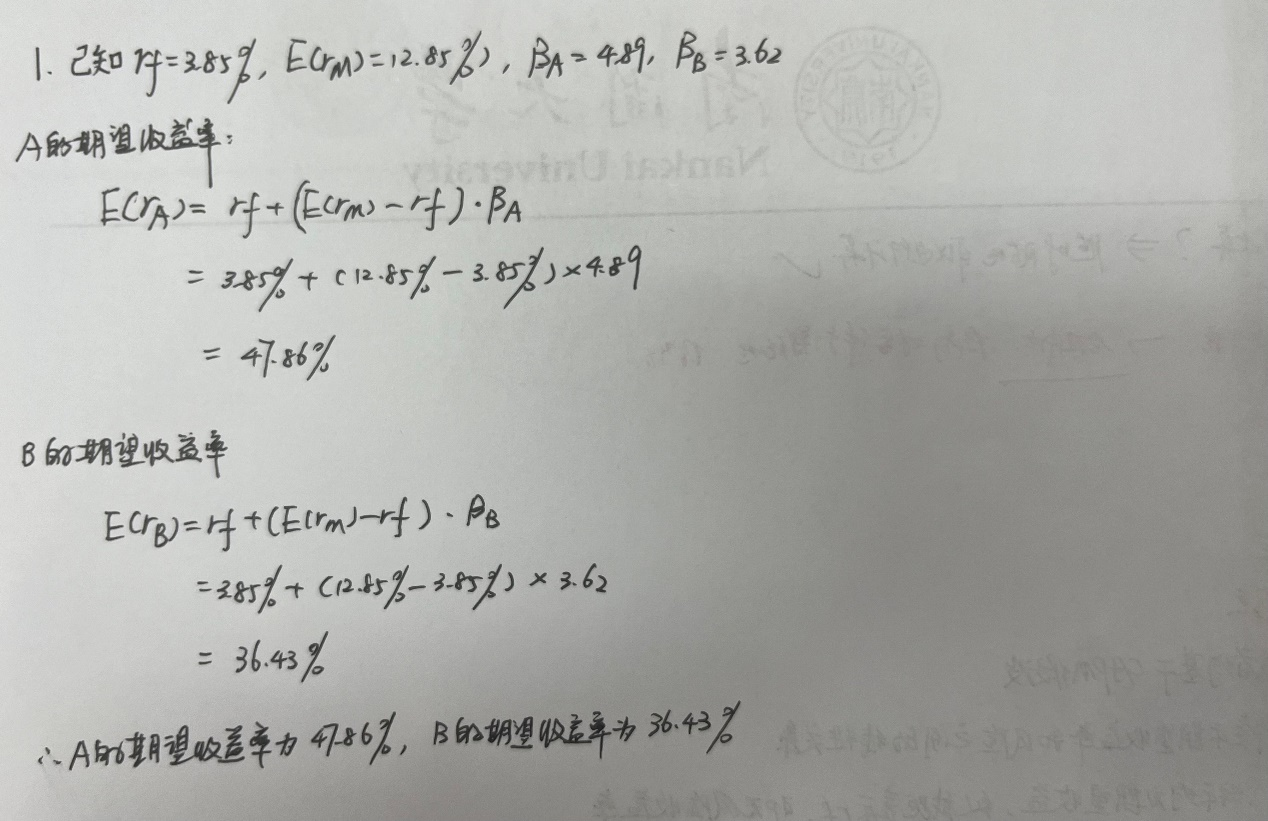 1. 已知 rf=3.85%, E(rM)=12.85%), βA=4.89, βB=3.62
A的期望收益率:
E(rA)= rf+(E(rM)-rf)·βA
= 3.85%+(12.85%-3.85%)×4.89
= 47.86%
B的期望收益率
E(rB)=rf+(E(rm)-rf)·βB
=3.85%+(12.85%-3.85%)×3.62
= 36.43%
∴A的期望收益率为47.86%, B的期望收益率为36.43%
Nankai University